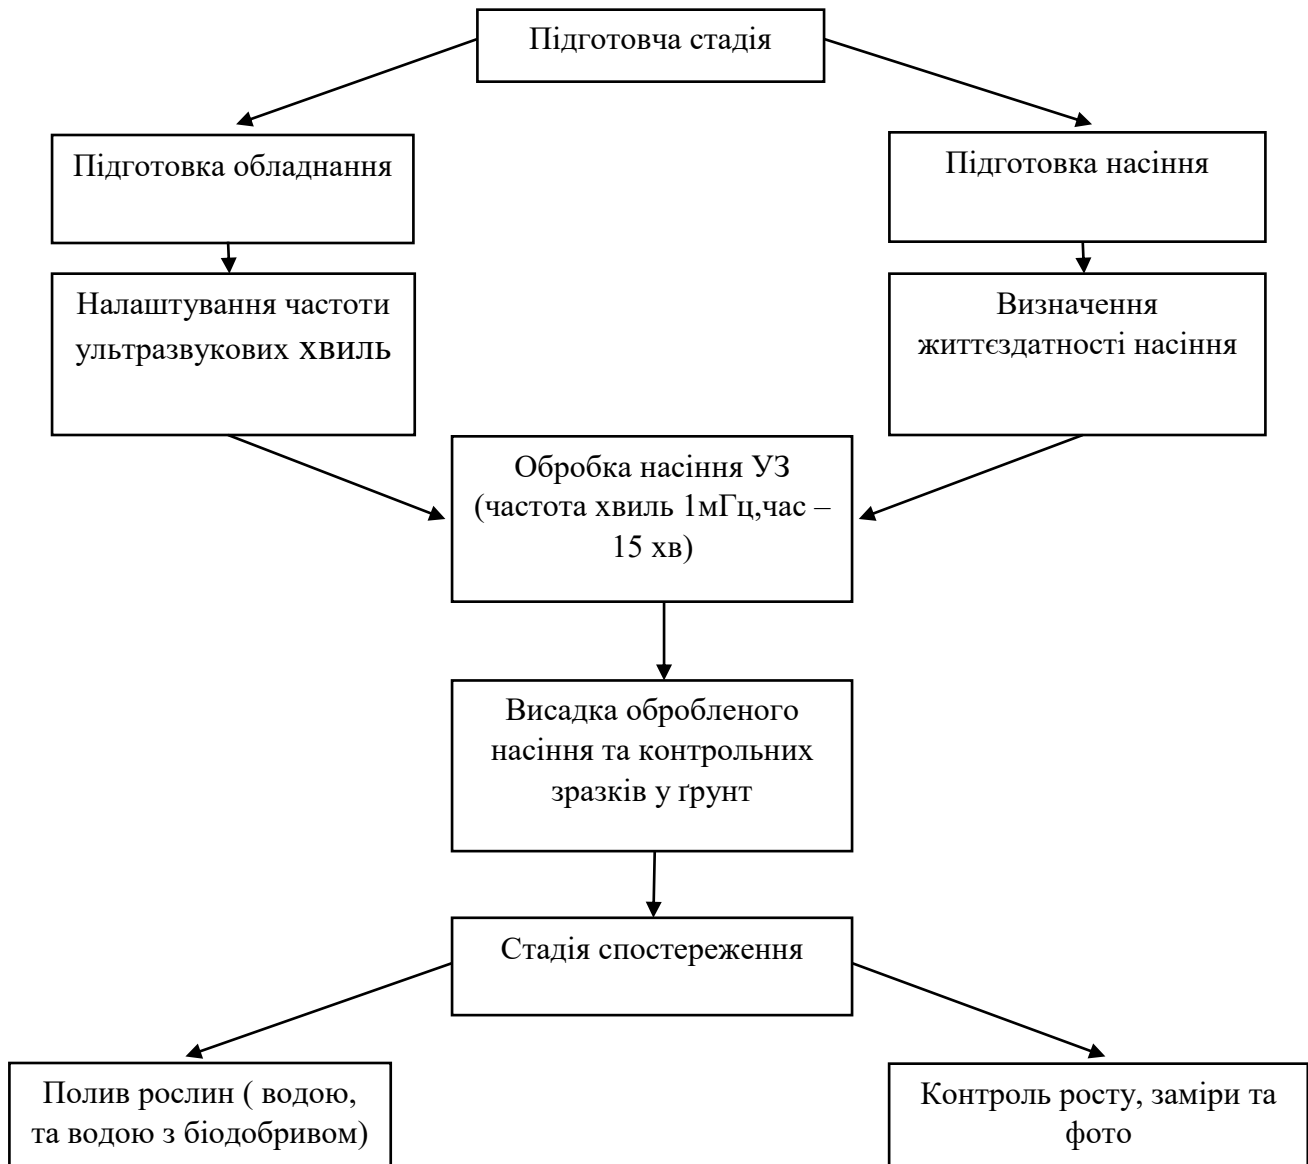 Підготовча стадія
Підготовка обладнання
Підготовка насіння
Налаштування частоти
ультразвукових хвиль
Визначення
життєздатності насіння
Обробка насіння УЗ
(частота хвиль 1мГц,час –
15 хв)
Висадка обробленого
насіння та контрольних
зразків у ґрунт
Стадія спостереження
Полив рослин ( водою,
та водою з біодобривом)
Контроль росту, заміри та
фото